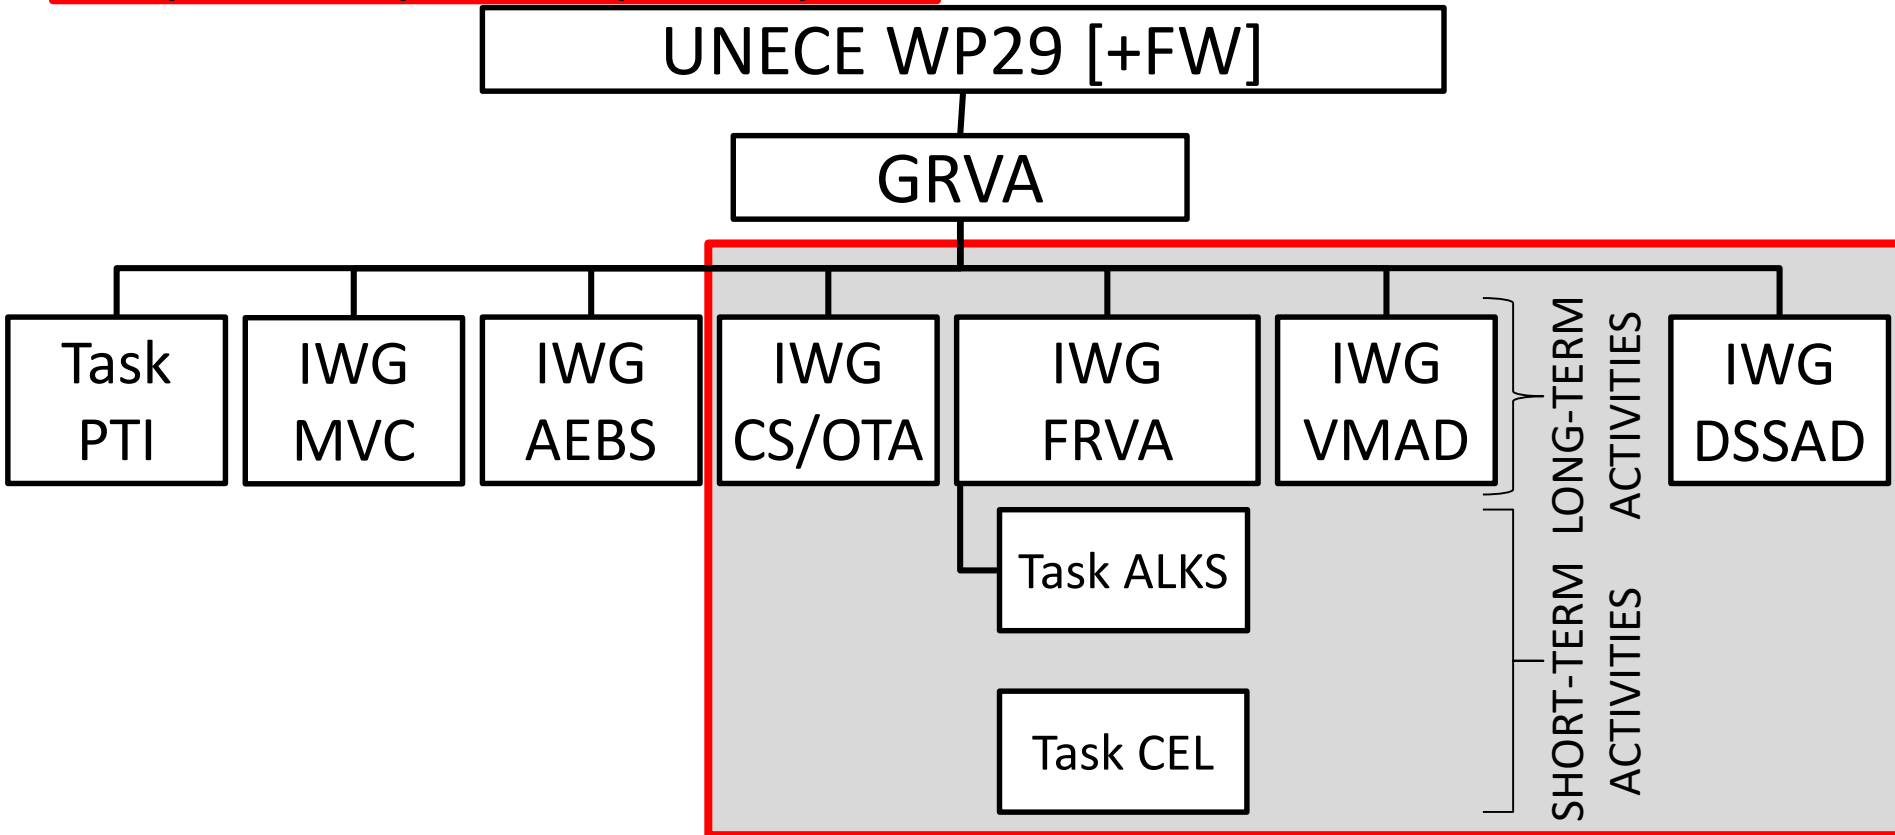 UNECE WP29 [+FW]
GRVA
Task
PTI
IWG
MVC
IWG
AEBS
IWG
CS/OTA
IWG
FRVA
IWG
VMAD
LONG-TERM
ACTIVITIES
IWG
DSSAD
Task ALKS
Task CEL
SHORT-TERM
ACTIVITIES